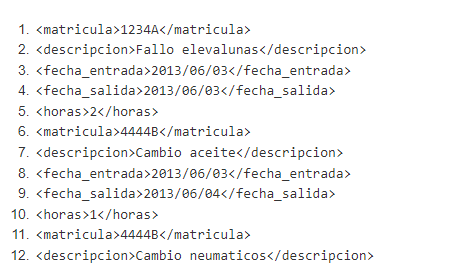 1. <matricula>1234A</matricula>
2. <descripcion>Fallo elevalunas</descripcion>
3. <fecha_entrada>2013/06/03</fecha_entrada>
4. <fecha_salida>2013/06/03</fecha_salida>
5. <horas>2</horas>
6. <matricula>4444B</matricula>
7. <descripcion>Cambio aceite</descripcion>
8. <fecha_entrada>2013/06/03</fecha_entrada>
9. <fecha_salida>2013/06/04</fecha_salida>
10. <horas>1</horas>
11. <matricula>4444B</matricula>
12. <descripcion>Cambio neumaticos</descripcion>